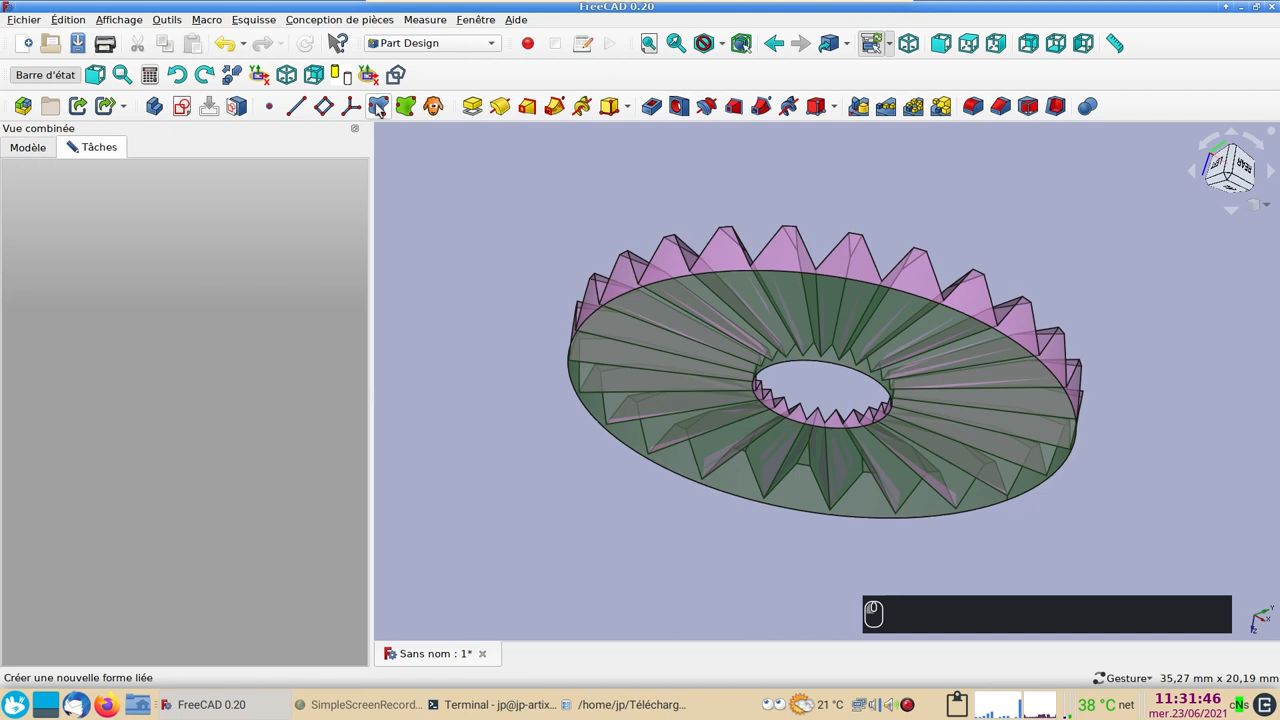 FreeCAD 0.20
Fichier Édition Affichage Outils Macro Esquisse Conception de pièces Measure Fenêtre Aide
Part Design
Barre d'état
Vue combinée
Modèle Tâches
REAR
Sans nom : 1*
Créer une nouvelle forme liée
Gesture 35,27 mm x 20,19 mm
FreeCAD 0.20 SimpleScreenRecord... Terminal - jp@jp-artix... /home/jp/Télécharg... 21 °C 38 °C net 11:31:46
mer.23/06/2021